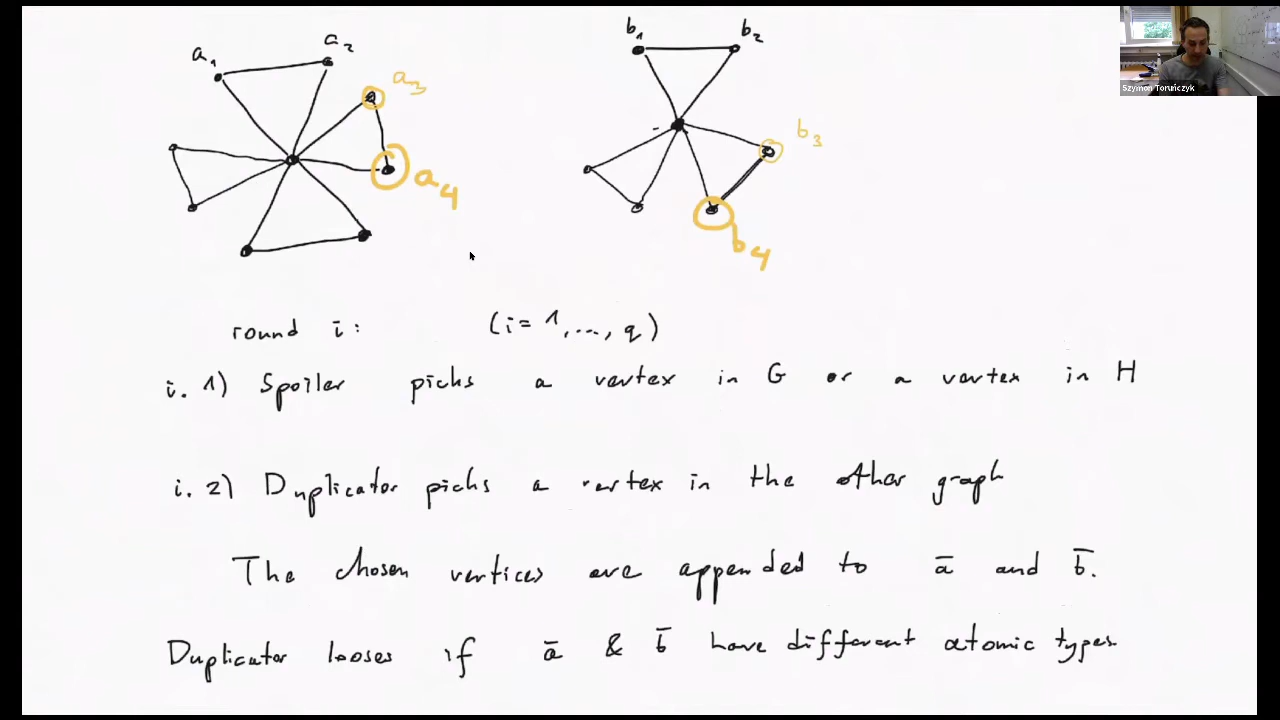 a1 a2 a3 a4
b1 b2 b3 b4
Szymon Toruńczyk
round i: (i = 1, ..., q)
i. 1) Spoiler picks a vertex in G or a vertex in H
i. 2) Duplicator picks a vertex in the other graph
The chosen vertices are appended to ā and b̄.
Duplicator looses if ā & b̄ have different atomic types.